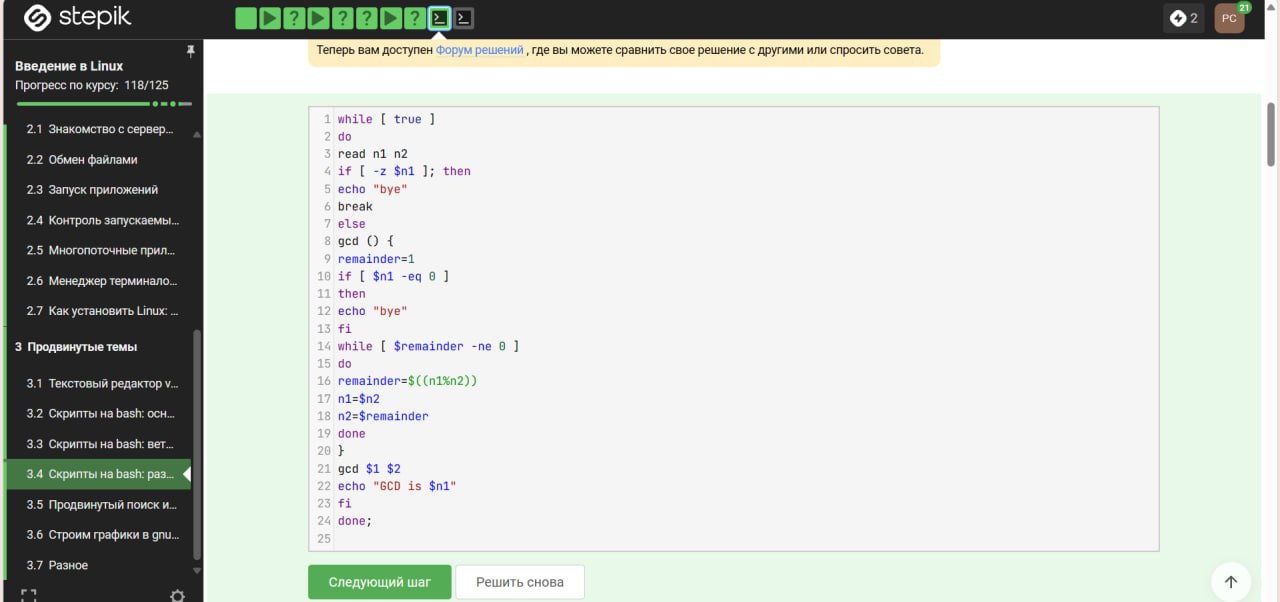 stepik
2
PC
21
Введение в Linux
Прогресс по курсу: 118/125
2.1 Знакомство с сервер...
2.2 Обмен файлами
2.3 Запуск приложений
2.4 Контроль запускаемы...
2.5 Многопоточные прил...
2.6 Менеджер терминало...
2.7 Как установить Linux: ...
3 Продвинутые темы
3.1 Текстовый редактор v...
3.2 Скрипты на bash: осн...
3.3 Скрипты на bash: вет...
3.4 Скрипты на bash: раз...
3.5 Продвинутый поиск и...
3.6 Строим графики в gnu...
3.7 Разное
Теперь вам доступен Форум решений , где вы можете сравнить свое решение с другими или спросить совета.
1 while [ true ]
2 do
3 read n1 n2
4 if [ -z $n1 ]; then
5 echo "bye"
6 break
7 else
8 gcd () {
9 remainder=1
10 if [ $n1 -eq 0 ]
11 then
12 echo "bye"
13 fi
14 while [ $remainder -ne 0 ]
15 do
16 remainder=$((n1%n2))
17 n1=$n2
18 n2=$remainder
19 done
20 }
21 gcd $1 $2
22 echo "GCD is $n1"
23 fi
24 done;
25
Следующий шаг
Решить снова